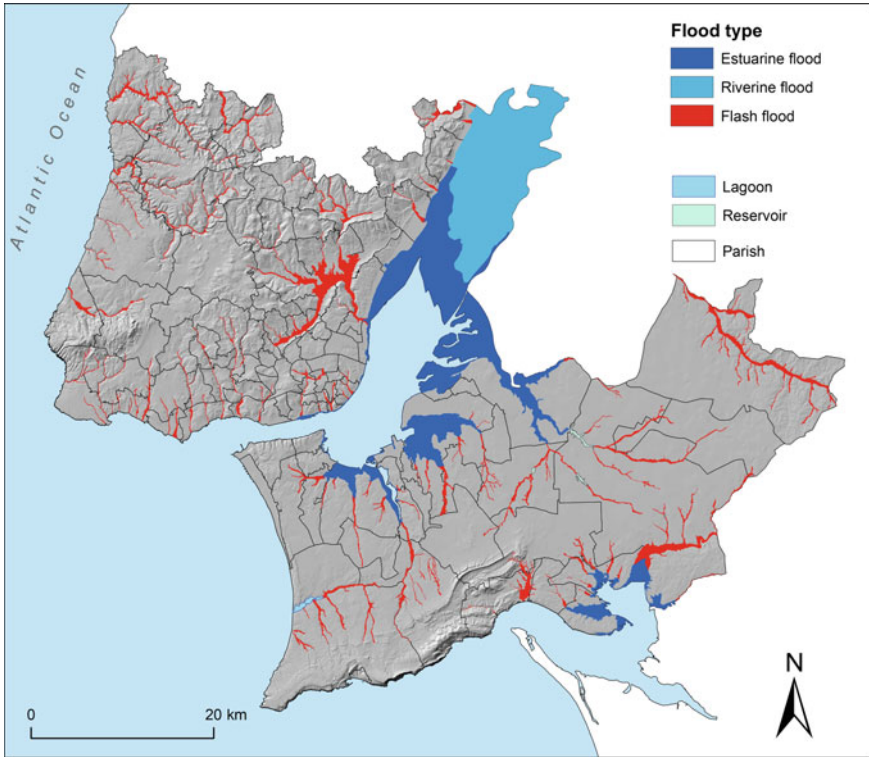 Atlantic Ocean
Flood type
Estuarine flood
Riverine flood
Flash flood
Lagoon
Reservoir
Parish
N
0 20 km